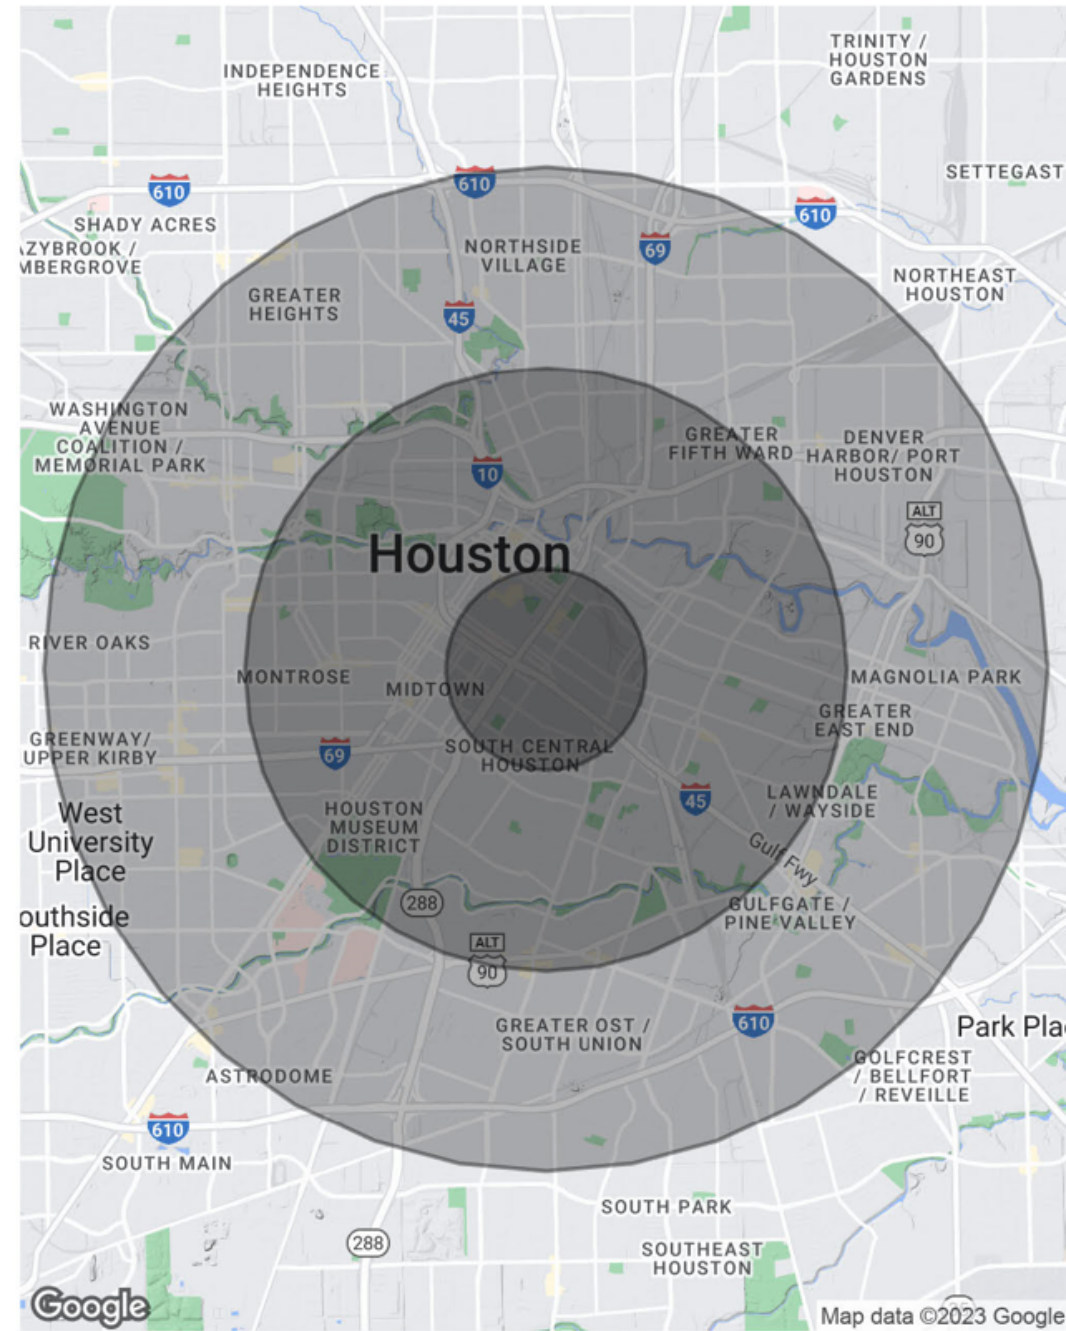 TRINITY /
HOUSTON
GARDENS
INDEPENDENCE
HEIGHTS
SETTEGAST
610
610
610
SHADY ACRES
AZYBROOK /
MBERGROVE
NORTHSIDE
VILLAGE
69
NORTHEAST
HOUSTON
GREATER
HEIGHTS
45
WASHINGTON
AVENUE
COALITION /
MEMORIAL PARK
GREATER
FIFTH WARD
DENVER
HARBOR/ PORT
HOUSTON
10
ALT
90
Houston
RIVER OAKS
MONTROSE
MIDTOWN
MAGNOLIA PARK
GREATER
EAST END
GREENWAY/
UPPER KIRBY
69
SOUTH CENTRAL
HOUSTON
45
LAWNDALE
/ WAYSIDE
West
University
Place
HOUSTON
MUSEUM
DISTRICT
Gulf Fwy
288
GULFGATE /
PINE VALLEY
outhside
Place
ALT
90
610
GREATER OST /
SOUTH UNION
Park Pla
GOLFCREST
/ BELLFORT
/ REVEILLE
ASTRODOME
610
SOUTH MAIN
SOUTH PARK
288
SOUTHEAST
HOUSTON
Google
Map data ©2023 Google